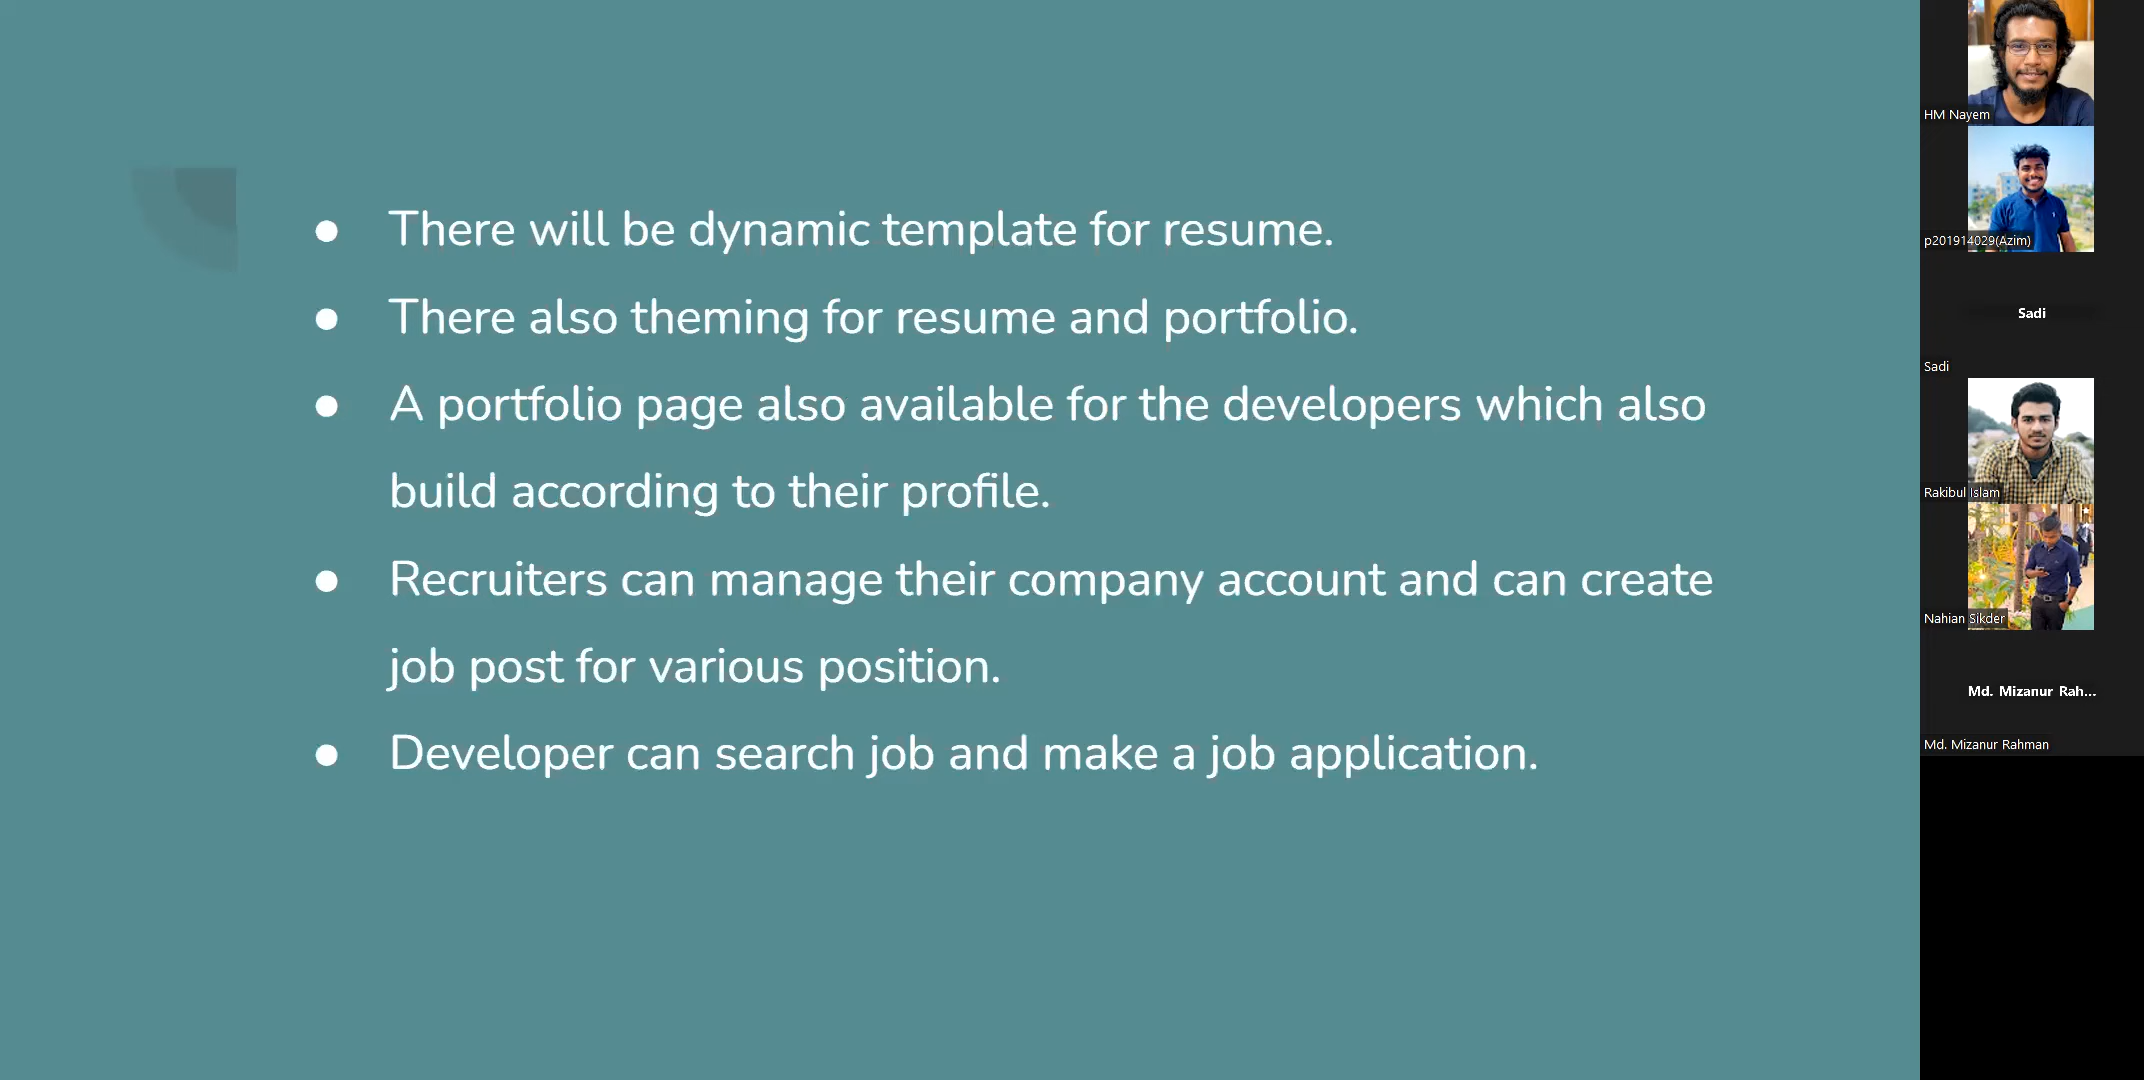 ● There will be dynamic template for resume.
● There also theming for resume and portfolio.
● A portfolio page also available for the developers which also
build according to their profile.
● Recruiters can manage their company account and can create
job post for various position.
● Developer can search job and make a job application.
HM Nayem
p201914029(Azim)
Sadi
Sadi
Rakibul Islam
Nahian Sikder
Md. Mizanur Rah...
Md. Mizanur Rahman